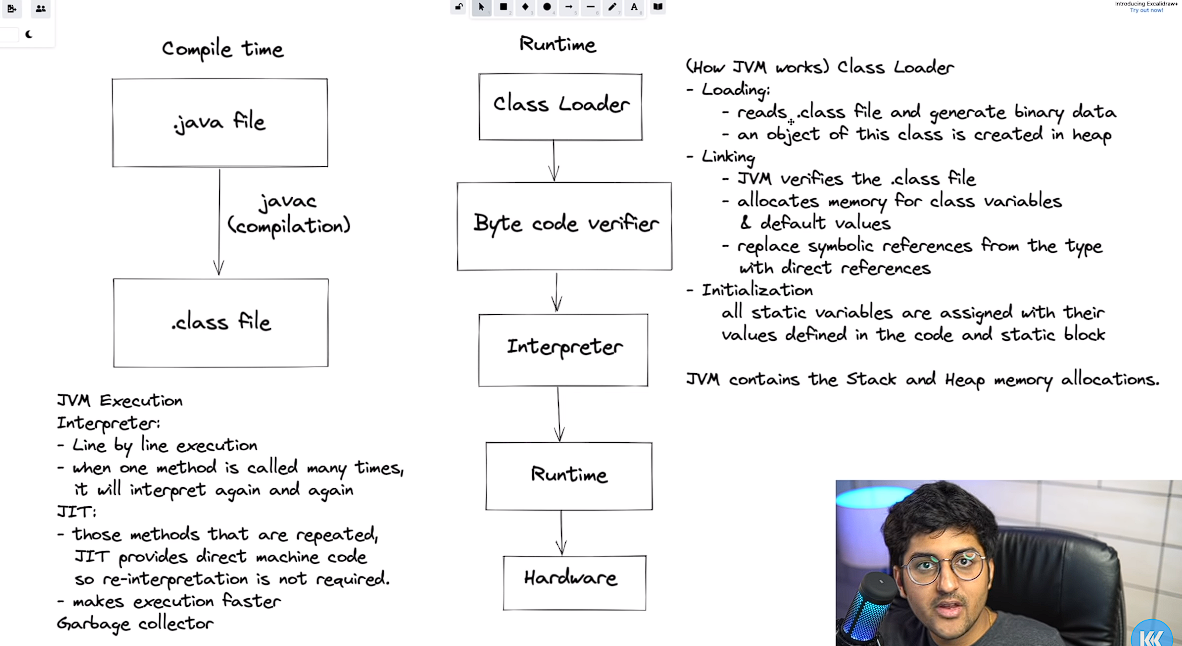 Introducing Excalidraw+
Try out now!
Compile time
.java file
javac
(compilation)
.class file
JVM Execution
Interpreter:
- Line by line execution
- when one method is called many times,
it will interpret again and again
JIT:
- those methods that are repeated,
JIT provides direct machine code
so re-interpretation is not required.
- makes execution faster
Garbage collector
Runtime
Class Loader
Byte code verifier
Interpreter
Runtime
Hardware
(How JVM works) Class Loader
- Loading:
- reads .class file and generate binary data
- an object of this class is created in heap
- Linking
- JVM verifies the .class file
- allocates memory for class variables
& default values
- replace symbolic references from the type
with direct references
- Initialization
all static variables are assigned with their
values defined in the code and static block
JVM contains the Stack and Heap memory allocations.
A
KK